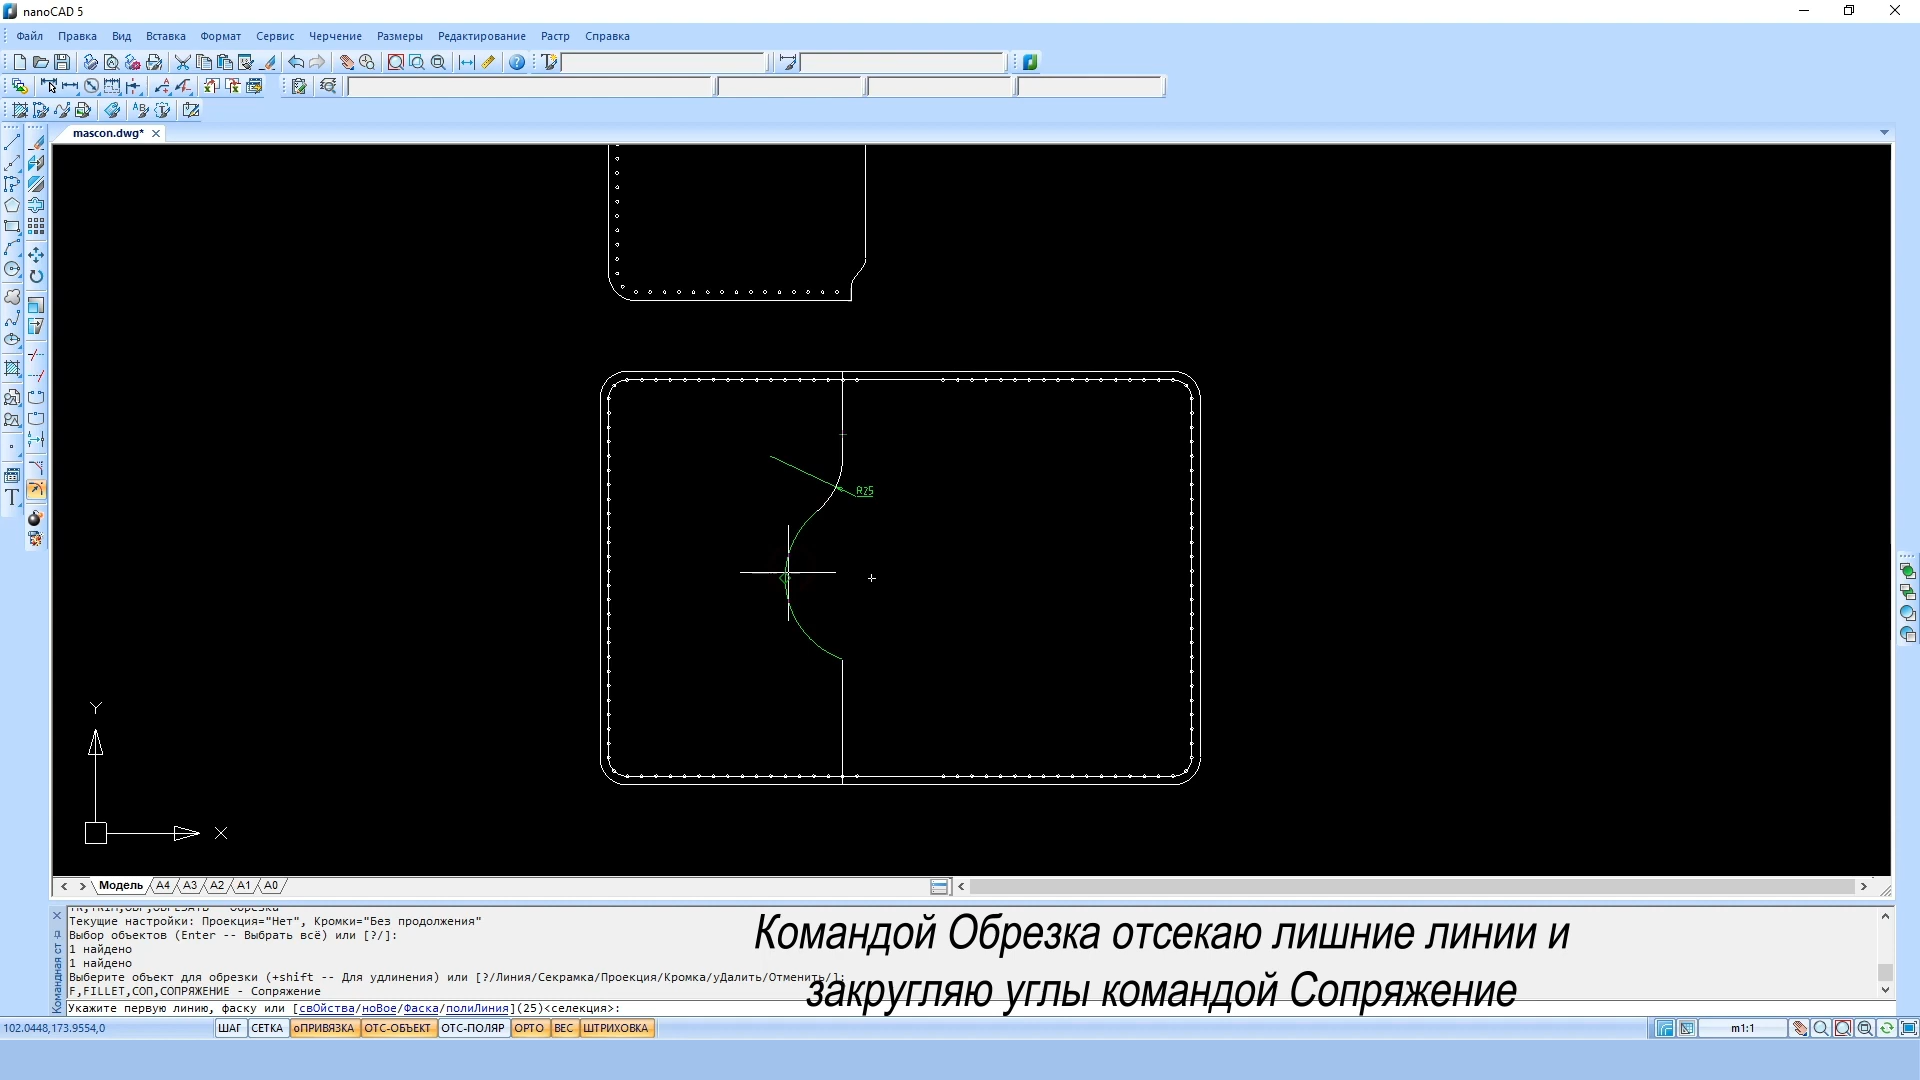 nanoCAD 5
Файл Правка Вид Вставка Формат Сервис Черчение Размеры Редактирование Растр Справка
mascon.dwg*
R25
Y
X
Модель A4 A3 A2 A1 A0
Текущие настройки: Проекция="Нет", Кромки="Без продолжения"
Выбор объектов (Enter -- Выбрать всё) или [?/]:
1 найдено
1 найдено
Выберите объект для обрезки (+shift -- Для удлинения) или [?/Линия/Секрамка/Проекция/Кромка/уДалить/Отменить/]:
F,FILLET,СОП,СОПРЯЖЕНИЕ - Сопряжение
Укажите первую линию, фаску или [свОйства/ноВое/Фаска/полиЛиния](25)<селекция>:
Командой Обрезка отсекаю лишние линии и
закругляю углы командой Сопряжение
102.0448,173.9554,0 ШАГ СЕТКА оПРИВЯЗКА ОТС-ОБЪЕКТ ОТС-ПОЛЯР ОРТО ВЕС ШТРИХОВКА m1:1